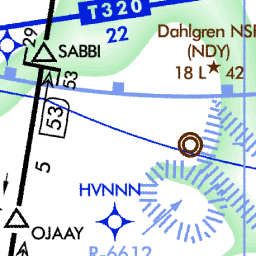 T320
22
29
SABBI
Dahlgren NSF
(NDY)
18 L 42
53
53
5
HVNNN
OJAAY
R-6612